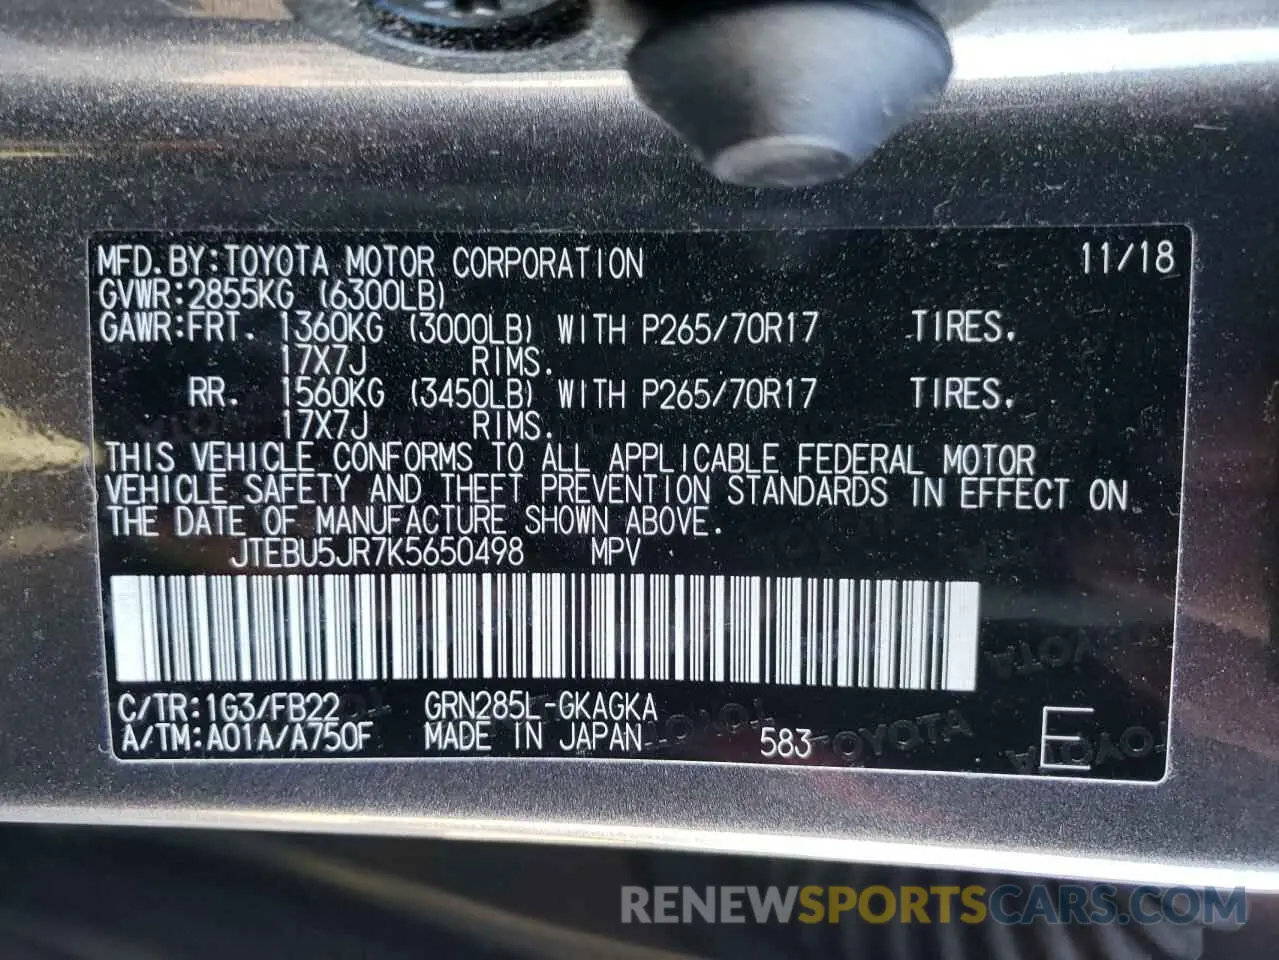 MFD.BY:TOYOTA MOTOR CORPORATION 11/18
GVWR:2855KG (6300LB)
GAWR:FRT. 1360KG (3000LB) WITH P265/70R17 TIRES.
17X7J RIMS.
RR. 1560KG (3450LB) WITH P265/70R17 TIRES.
17X7J RIMS.
THIS VEHICLE CONFORMS TO ALL APPLICABLE FEDERAL MOTOR
VEHICLE SAFETY AND THEFT PREVENTION STANDARDS IN EFFECT ON
THE DATE OF MANUFACTURE SHOWN ABOVE.
JTEBU5JR7K5650498 MPV
C/TR:1G3/FB22 GRN285L-GKAGKA
A/TM:A01A/A750F MADE IN JAPAN 583 E
RENEWSPORTSCARS.COM